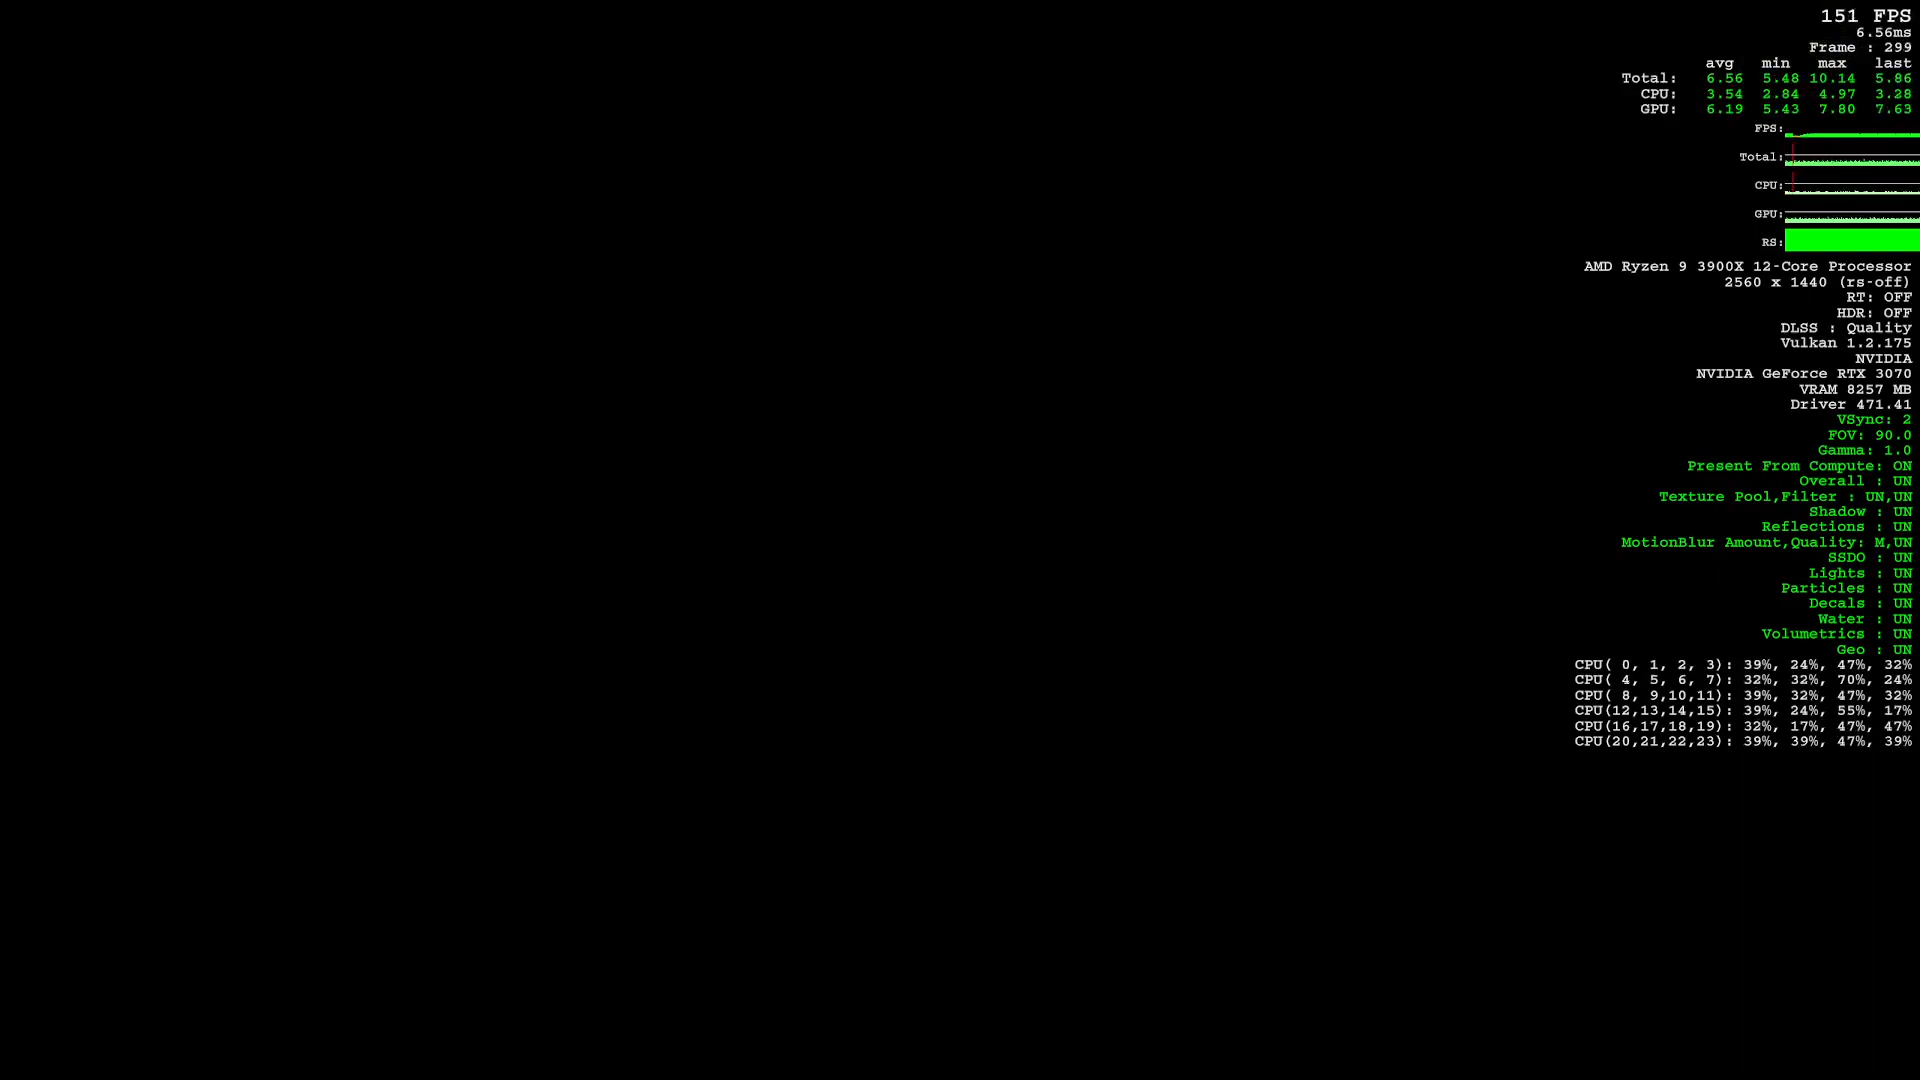 151 FPS
6.56ms
Frame : 299
avg min max last
Total: 6.56 5.48 10.14 5.86
CPU: 3.54 2.84 4.97 3.28
GPU: 6.19 5.43 7.80 7.63
FPS:
Total:
CPU:
GPU:
RS:
AMD Ryzen 9 3900X 12-Core Processor
2560 x 1440 (rs-off)
RT: OFF
HDR: OFF
DLSS : Quality
Vulkan 1.2.175
NVIDIA
NVIDIA GeForce RTX 3070
VRAM 8257 MB
Driver 471.41
VSync: 2
FOV: 90.0
Gamma: 1.0
Present From Compute: ON
Overall : UN
Texture Pool,Filter : UN,UN
Shadow : UN
Reflections : UN
MotionBlur Amount,Quality: M,UN
SSDO : UN
Lights : UN
Particles : UN
Decals : UN
Water : UN
Volumetrics : UN
Geo : UN
CPU( 0, 1, 2, 3): 39%, 24%, 47%, 32%
CPU( 4, 5, 6, 7): 32%, 32%, 70%, 24%
CPU( 8, 9,10,11): 39%, 32%, 47%, 32%
CPU(12,13,14,15): 39%, 24%, 55%, 17%
CPU(16,17,18,19): 32%, 17%, 47%, 47%
CPU(20,21,22,23): 39%, 39%, 47%, 39%